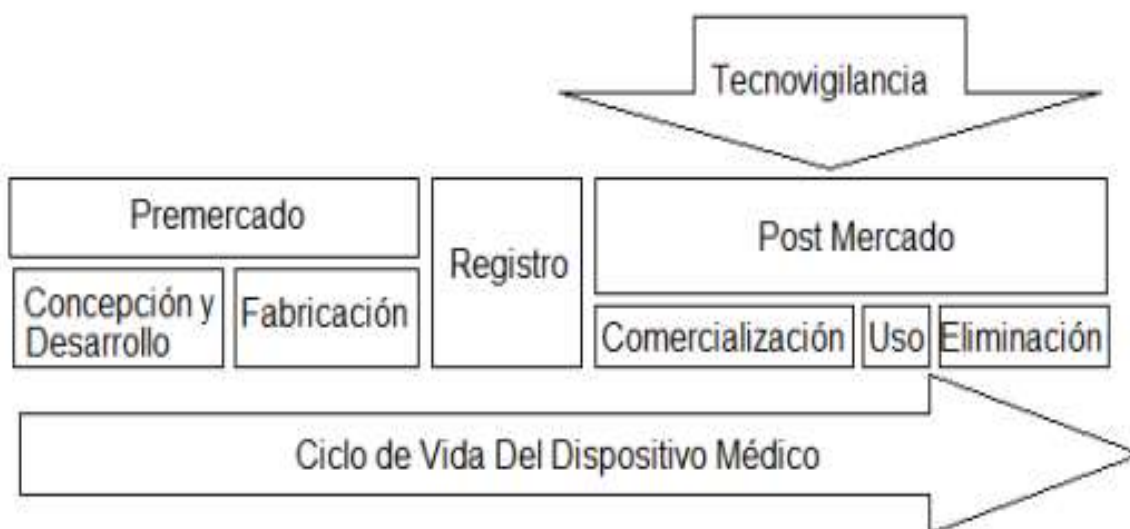 Tecnovigilancia
Premercado
Registro
Post Mercado
Concepción y
Desarrollo
Fabricación
Comercialización
Uso
Eliminación
Ciclo de Vida Del Dispositivo Médico